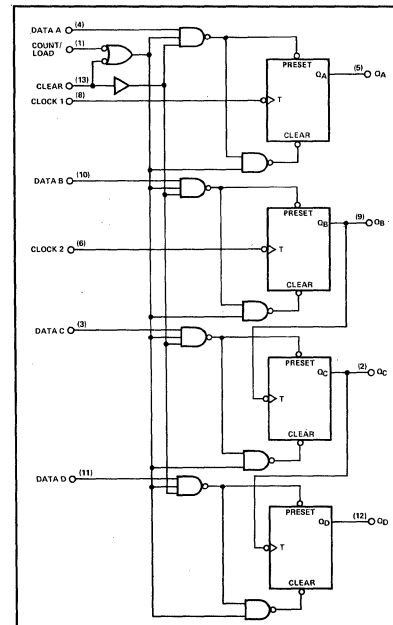 DATA A (4)
COUNT/
LOAD (1)
CLEAR (13)
CLOCK 1 (8)
PRESET
QA (5) QA
T
CLEAR
DATA B (10)
PRESET
QB (9) QB
CLOCK 2 (6)
T
CLEAR
DATA C (3)
PRESET
QC (2) QC
T
CLEAR
DATA D (11)
PRESET
QD (12) QD
T
CLEAR